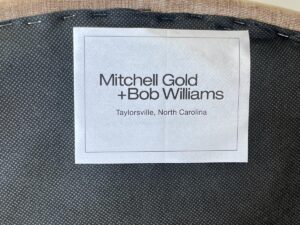 Mitchell Gold
+Bob Williams
Taylorsville, North Carolina